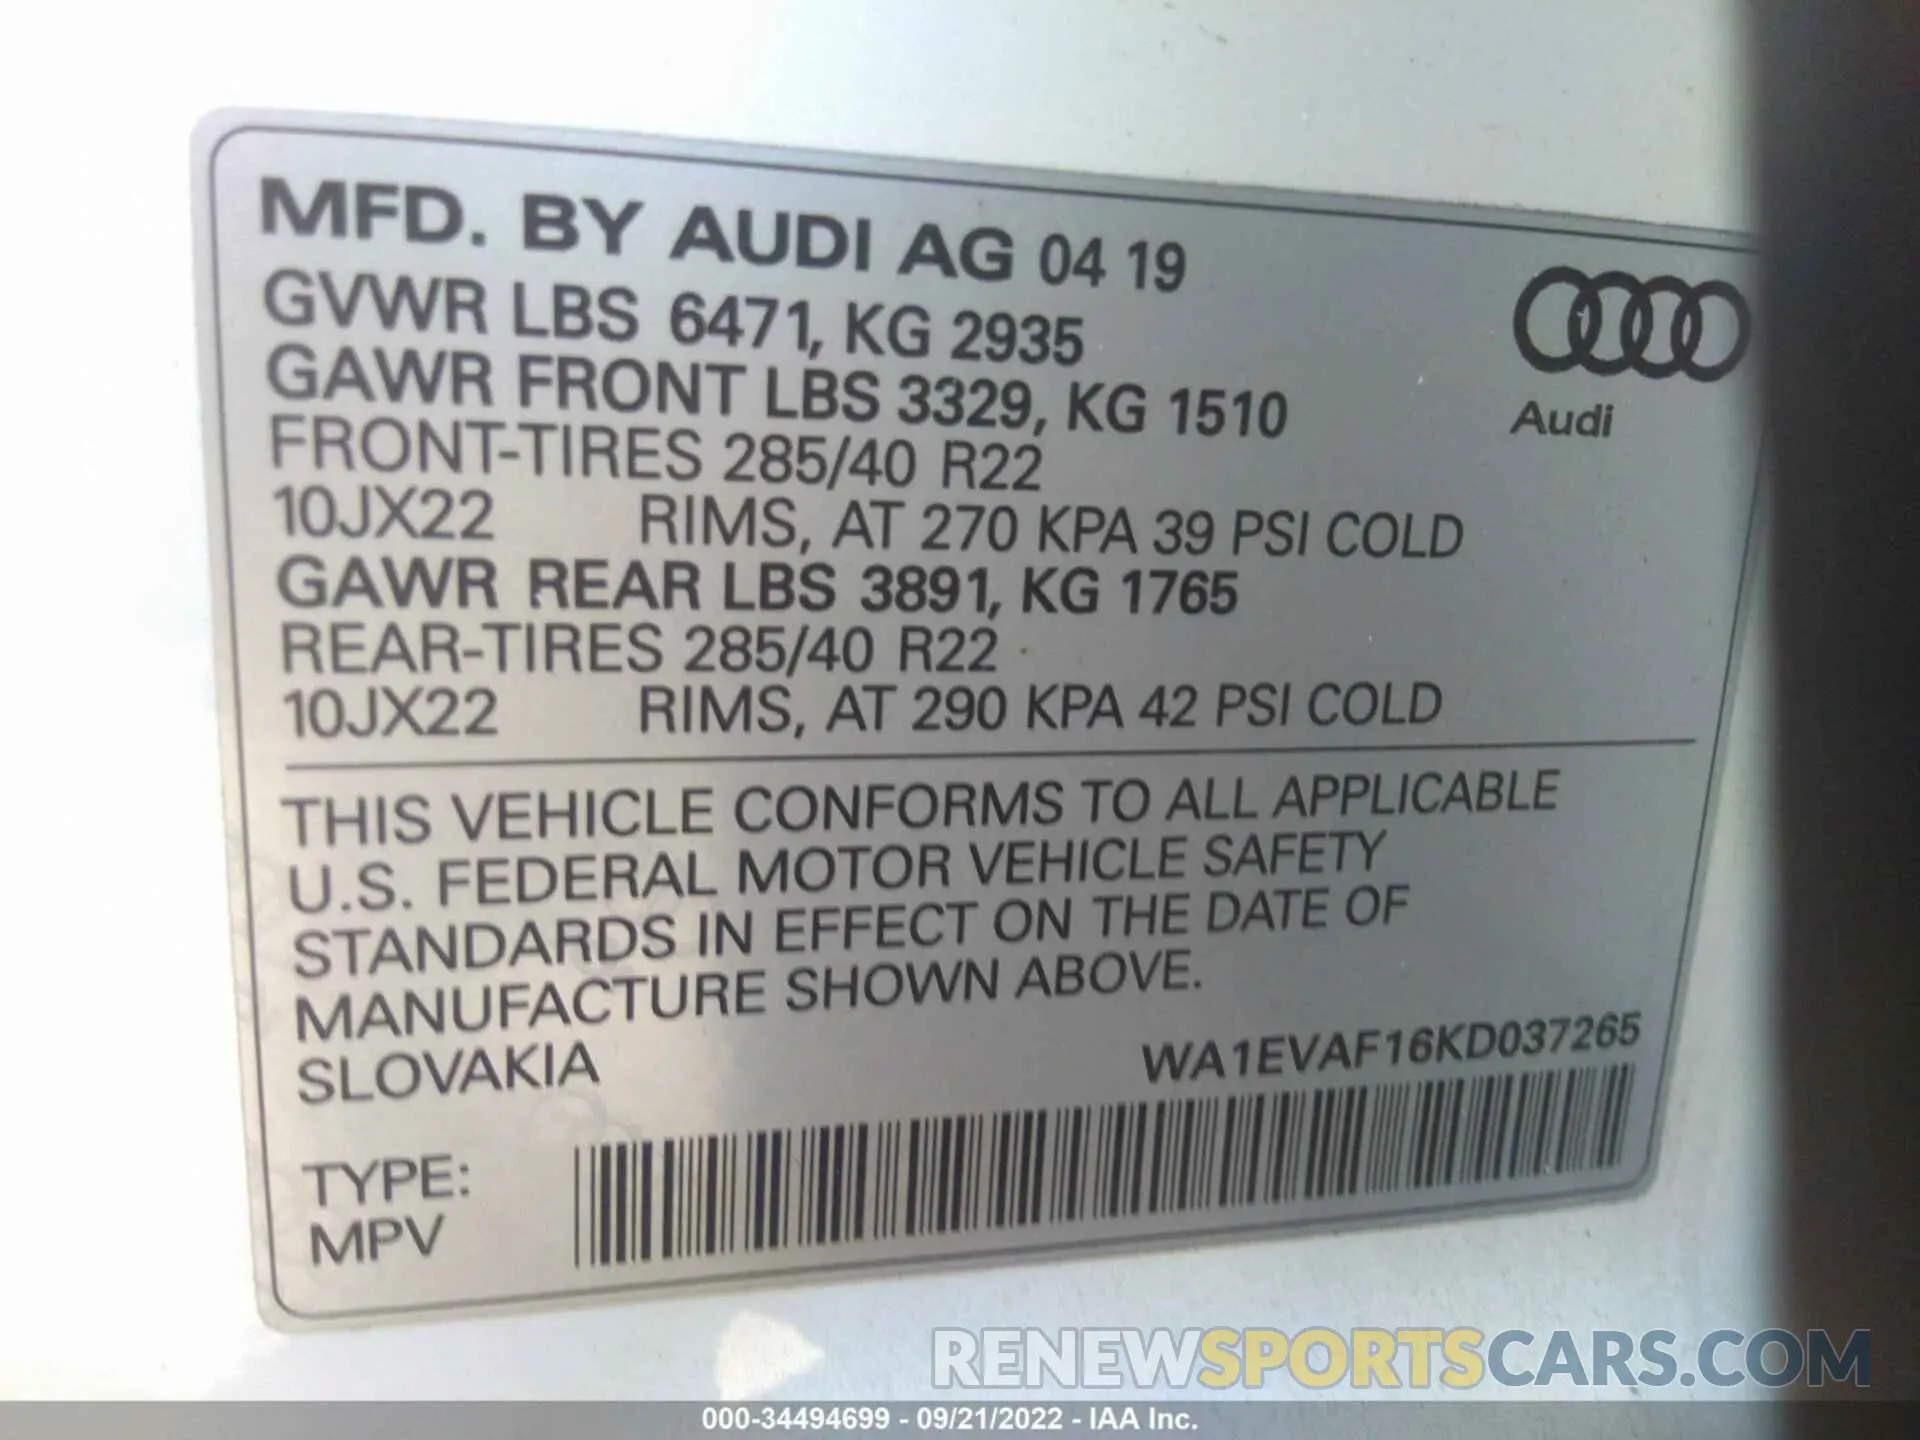 MFD. BY AUDI AG 04 19
GVWR LBS 6471, KG 2935
GAWR FRONT LBS 3329, KG 1510
FRONT-TIRES 285/40 R22
10JX22 RIMS, AT 270 KPA 39 PSI COLD
GAWR REAR LBS 3891, KG 1765
REAR-TIRES 285/40 R22
10JX22 RIMS, AT 290 KPA 42 PSI COLD
Audi
THIS VEHICLE CONFORMS TO ALL APPLICABLE
U.S. FEDERAL MOTOR VEHICLE SAFETY
STANDARDS IN EFFECT ON THE DATE OF
MANUFACTURE SHOWN ABOVE.
SLOVAKIA
WA1EVAF16KD037265
TYPE:
MPV
RENEWSPORTSCARS.COM
000-34494699 - 09/21/2022 - IAA Inc.